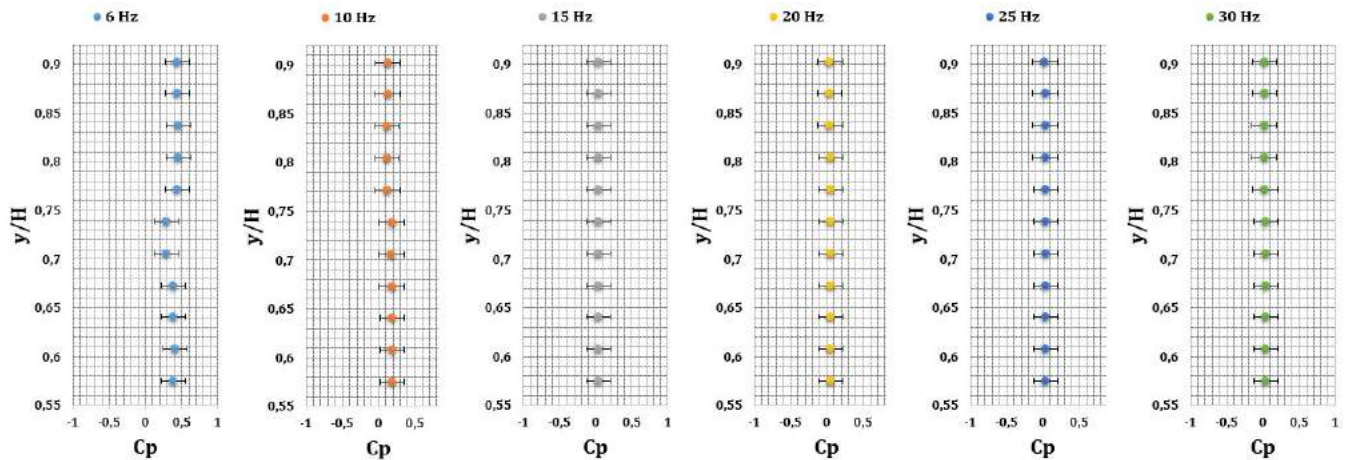 6 Hz 10 Hz 15 Hz 20 Hz 25 Hz 30 Hz
0,9 0,9 0,9 0,9 0,9 0,9
0,85 0,85 0,85 0,85 0,85 0,85
0,8 0,8 0,8 0,8 0,8 0,8
y/H y/H y/H y/H y/H y/H
0,75 0,75 0,75 0,75 0,75 0,75
0,7 0,7 0,7 0,7 0,7 0,7
0,65 0,65 0,65 0,65 0,65 0,65
0,6 0,6 0,6 0,6 0,6 0,6
0,55 0,55 0,55 0,55 0,55 0,55
-1 -0,5 0 0,5 1 -1 -0,5 0 0,5 -1 -0,5 0 0,5 1 -1 -0,5 0 0,5 -1 -0,5 0 0,5 -1 -0,5 0 0,5 1
Cp Cp Cp Cp Cp Cp